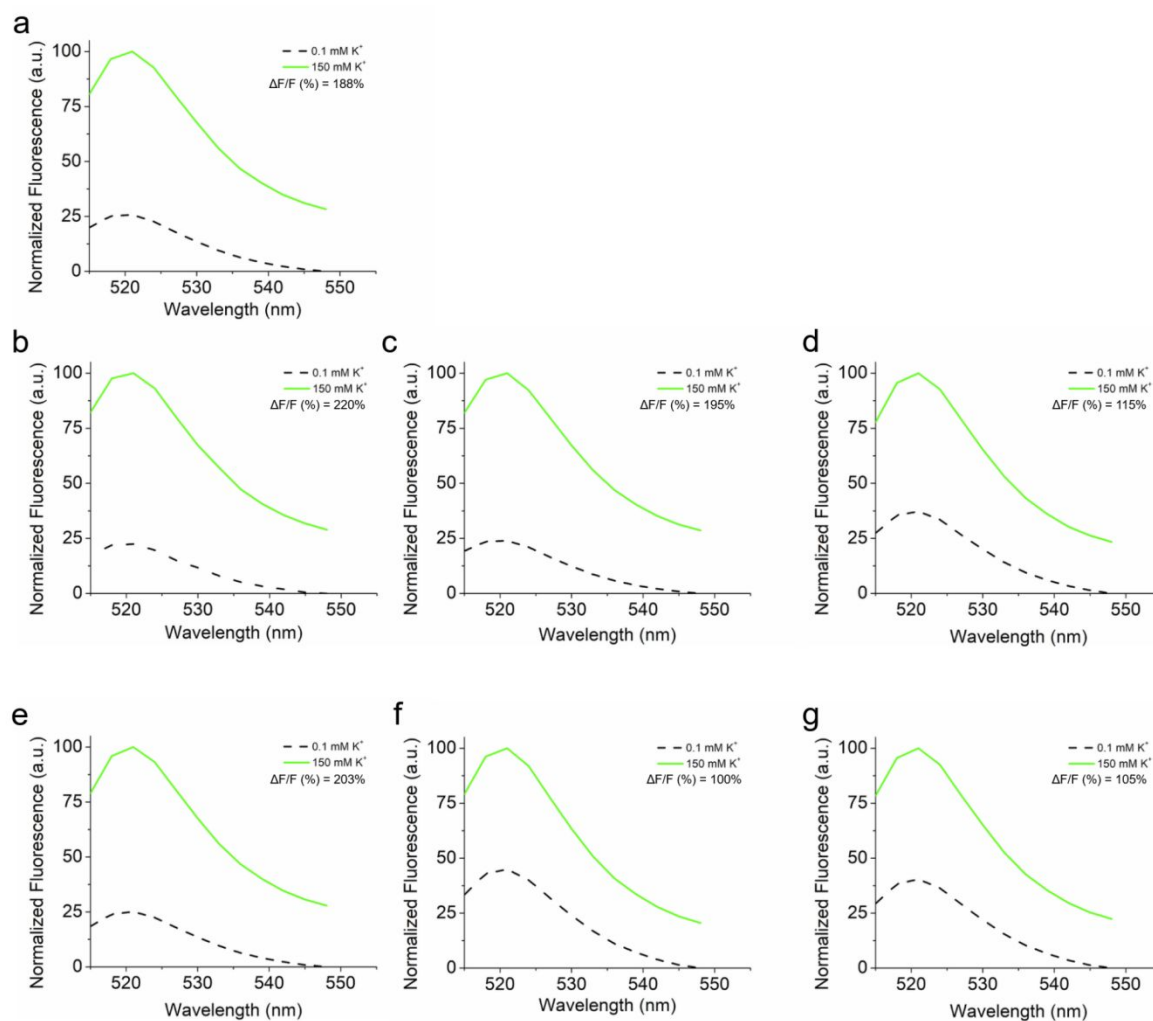 a
Normalized Fluorescence (a.u.)
100
75
50
25
0
0.1 mM K⁺
150 mM K⁺
ΔF/F (%) = 188%
520 530 540 550
Wavelength (nm)
b
Normalized Fluorescence (a.u.)
100
75
50
25
0
0.1 mM K⁺
150 mM K⁺
ΔF/F (%) = 220%
520 530 540 550
Wavelength (nm)
c
Normalized Fluorescence (a.u.)
100
75
50
25
0
0.1 mM K⁺
150 mM K⁺
ΔF/F (%) = 195%
520 530 540 550
Wavelength (nm)
d
Normalized Fluorescence (a.u.)
100
75
50
25
0
0.1 mM K⁺
150 mM K⁺
ΔF/F (%) = 115%
520 530 540 550
Wavelength (nm)
e
Normalized Fluorescence (a.u.)
100
75
50
25
0
0.1 mM K⁺
150 mM K⁺
ΔF/F (%) = 203%
520 530 540 550
Wavelength (nm)
f
Normalized Fluorescence (a.u.)
100
75
50
25
0
0.1 mM K⁺
150 mM K⁺
ΔF/F (%) = 100%
520 530 540 550
Wavelength (nm)
g
Normalized Fluorescence (a.u.)
100
75
50
25
0
0.1 mM K⁺
150 mM K⁺
ΔF/F (%) = 105%
520 530 540 550
Wavelength (nm)